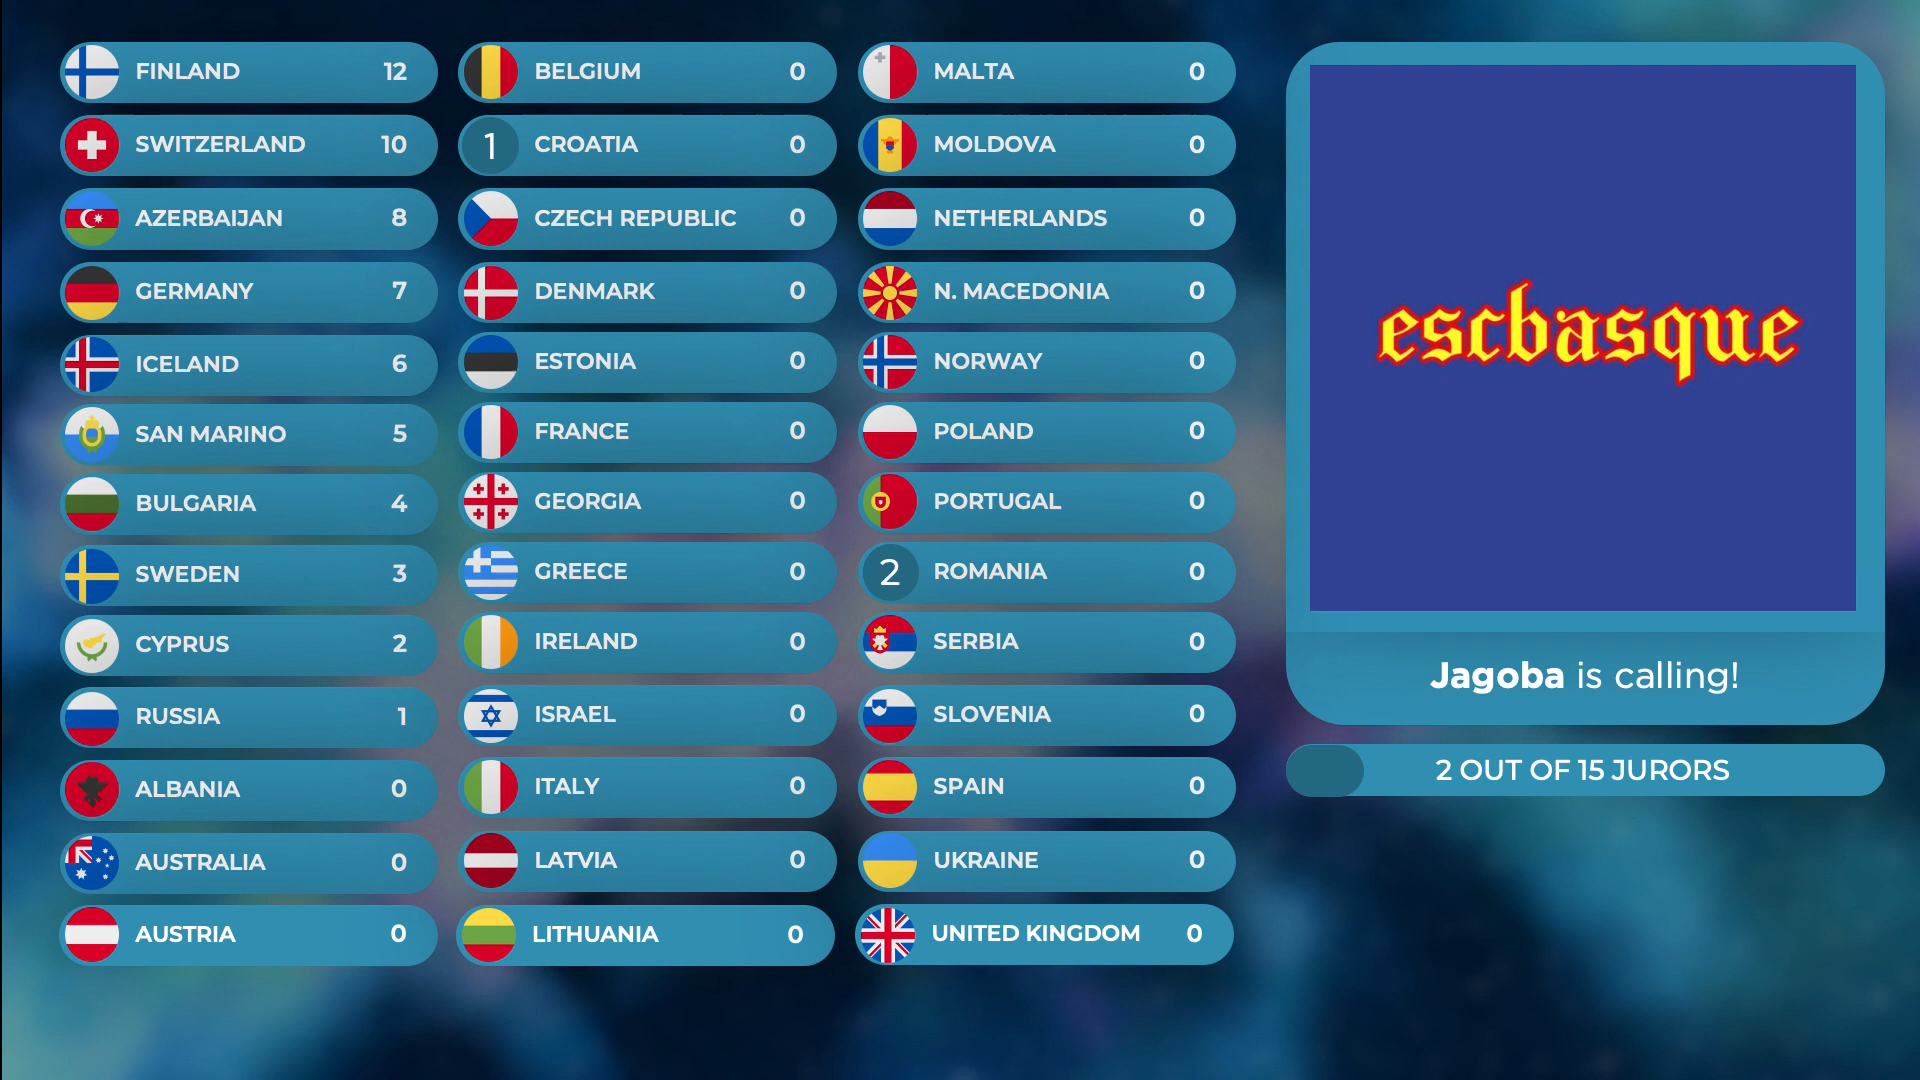 FINLAND 12
SWITZERLAND 10
AZERBAIJAN 8
GERMANY 7
ICELAND 6
SAN MARINO 5
BULGARIA 4
SWEDEN 3
CYPRUS 2
RUSSIA 1
ALBANIA 0
AUSTRALIA 0
AUSTRIA 0
BELGIUM 0
1 CROATIA 0
CZECH REPUBLIC 0
DENMARK 0
ESTONIA 0
FRANCE 0
GEORGIA 0
GREECE 0
IRELAND 0
ISRAEL 0
ITALY 0
LATVIA 0
LITHUANIA 0
MALTA 0
MOLDOVA 0
NETHERLANDS 0
N. MACEDONIA 0
NORWAY 0
POLAND 0
PORTUGAL 0
2 ROMANIA 0
SERBIA 0
SLOVENIA 0
SPAIN 0
UKRAINE 0
UNITED KINGDOM 0
escbasque
Jagoba is calling!
2 OUT OF 15 JURORS